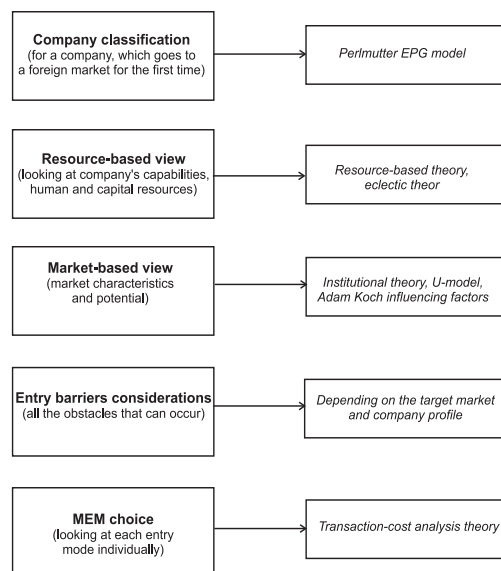 Company classification
(for a company, which goes to
a foreign market for the first time)
Perlmutter EPG model
Resource-based view
(looking at company's capabilities,
human and capital resources)
Resource-based theory,
eclectic theor
Market-based view
(market characteristics
and potential)
Institutional theory, U-model,
Adam Koch influencing factors
Entry barriers considerations
(all the obstacles that can occur)
Depending on the target market
and company profile
MEM choice
(looking at each entry
mode individually)
Transaction-cost analysis theory